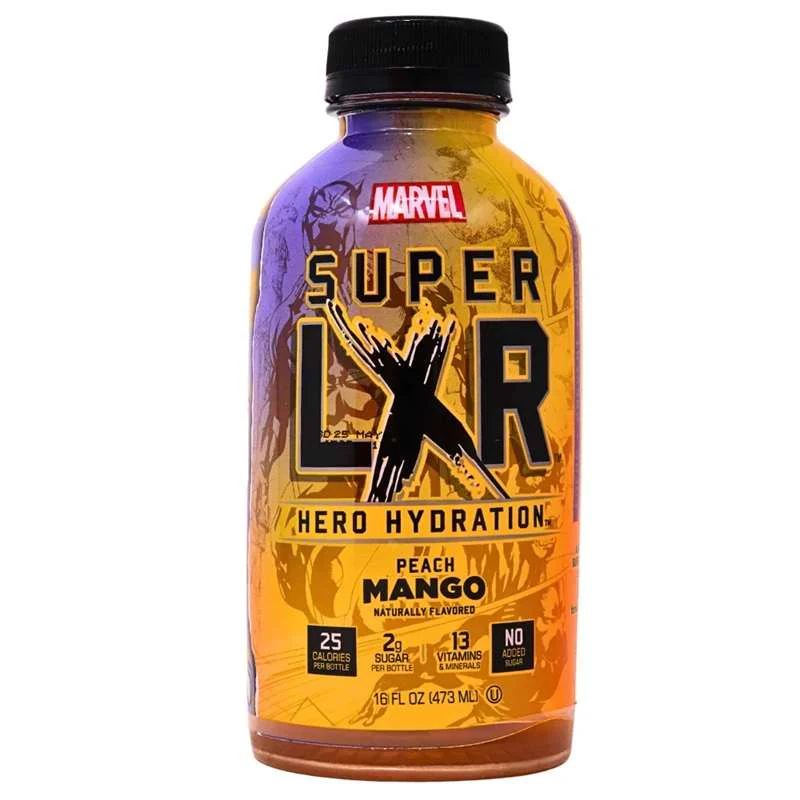 MARVEL
SUPER
LXR
HERO HYDRATION™
PEACH
MANGO
NATURALLY FLAVORED
25 CALORIES PER BOTTLE
2g SUGAR PER BOTTLE
13 VITAMINS & MINERALS
NO ADDED SUGAR
16 FL OZ (473 ML) U